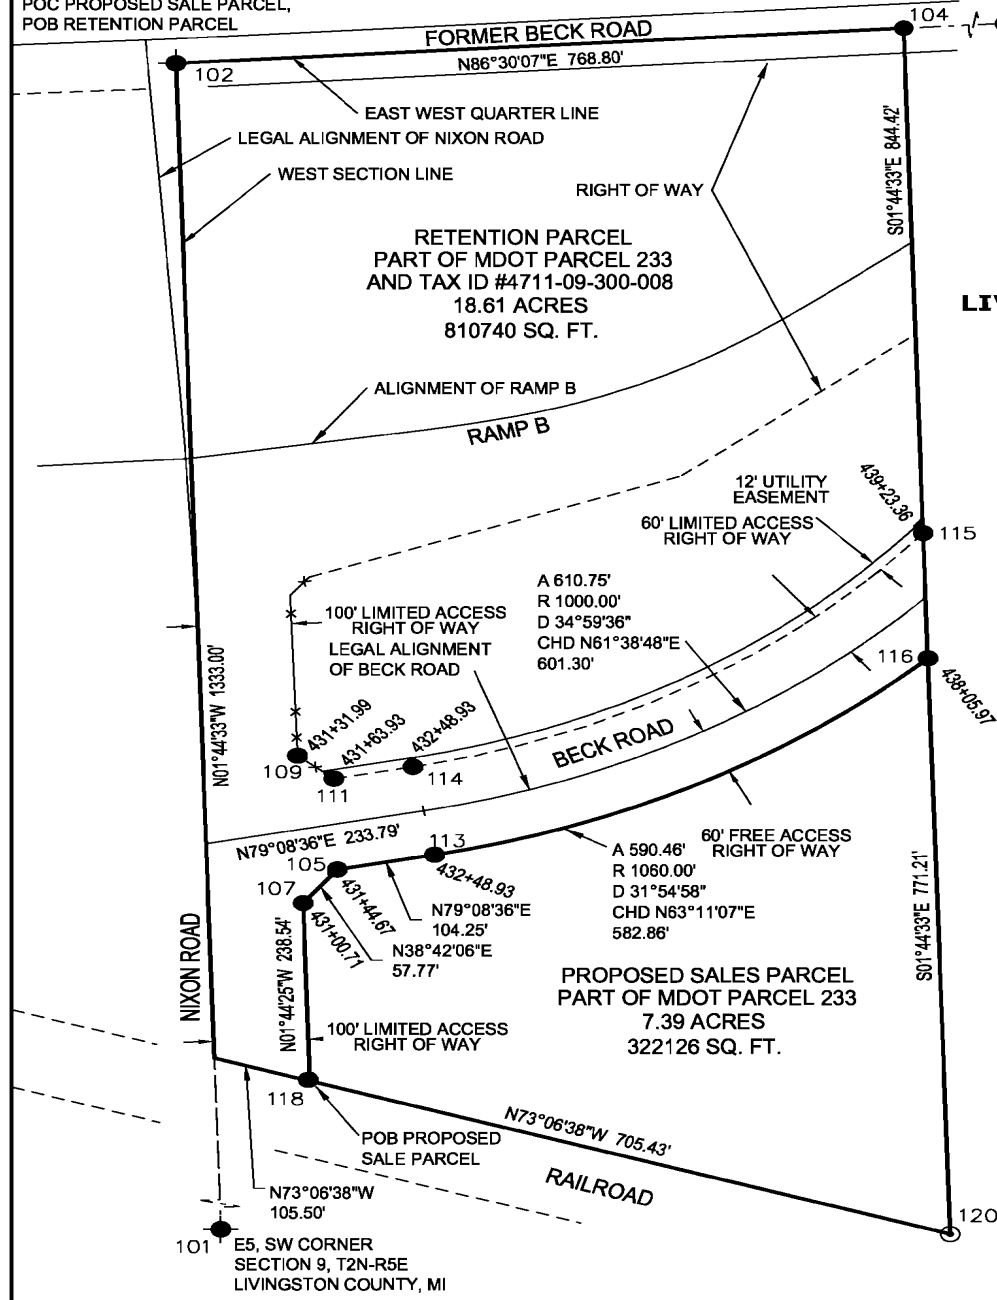 POC PROPOSED SALE PARCEL,
POB RETENTION PARCEL
104
FORMER BECK ROAD
N86°30'07"E 768.80'
102
EAST WEST QUARTER LINE
LEGAL ALIGNMENT OF NIXON ROAD
WEST SECTION LINE
RIGHT OF WAY
S01°44'33"E 844.42'
RETENTION PARCEL
PART OF MDOT PARCEL 233
AND TAX ID #4711-09-300-008
18.61 ACRES
810740 SQ. FT.
LIV
ALIGNMENT OF RAMP B
RAMP B
12' UTILITY
EASEMENT
439+23.36
60' LIMITED ACCESS
RIGHT OF WAY
115
A 610.75'
R 1000.00'
D 34°59'36"
CHD N61°38'48"E
601.30'
100' LIMITED ACCESS
RIGHT OF WAY
LEGAL ALIGNMENT
OF BECK ROAD
116
438+05.97
N01°44'33"W 1333.00'
431+31.99
431+63.93
432+48.93
109
111
114
BECK ROAD
N79°08'36"E 233.79'
113
105
107
432+48.93
431+44.67
431+00.71
60' FREE ACCESS
RIGHT OF WAY
A 590.46'
R 1060.00'
D 31°54'58"
CHD N63°11'07"E
582.86'
N79°08'36"E
104.25'
N38°42'06"E
57.77'
S01°44'33"E 771.21'
NIXON ROAD
N01°44'25"W 238.54'
PROPOSED SALES PARCEL
PART OF MDOT PARCEL 233
7.39 ACRES
322126 SQ. FT.
100' LIMITED ACCESS
RIGHT OF WAY
118
POB PROPOSED
SALE PARCEL
N73°06'38"W 705.43'
RAILROAD
N73°06'38"W
105.50'
120
101
E5, SW CORNER
SECTION 9, T2N-R5E
LIVINGSTON COUNTY, MI